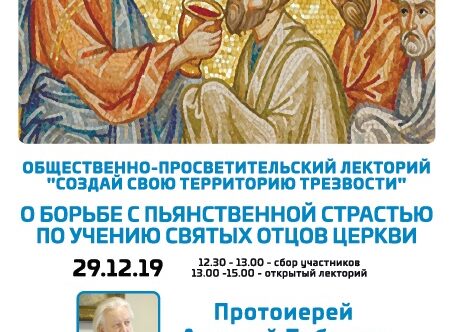 ОБЩЕСТВЕННО-ПРОСВЕТИТЕЛЬСКИЙ ЛЕКТОРИЙ
"СОЗДАЙ СВОЮ ТЕРРИТОРИЮ ТРЕЗВОСТИ"
О БОРЬБЕ С ПЬЯНСТВЕННОЙ СТРАСТЬЮ
ПО УЧЕНИЮ СВЯТЫХ ОТЦОВ ЦЕРКВИ
29.12.19
12.30 - 13.00 - сбор участников
13.00 -15.00 - открытый лекторий
Протоиерей